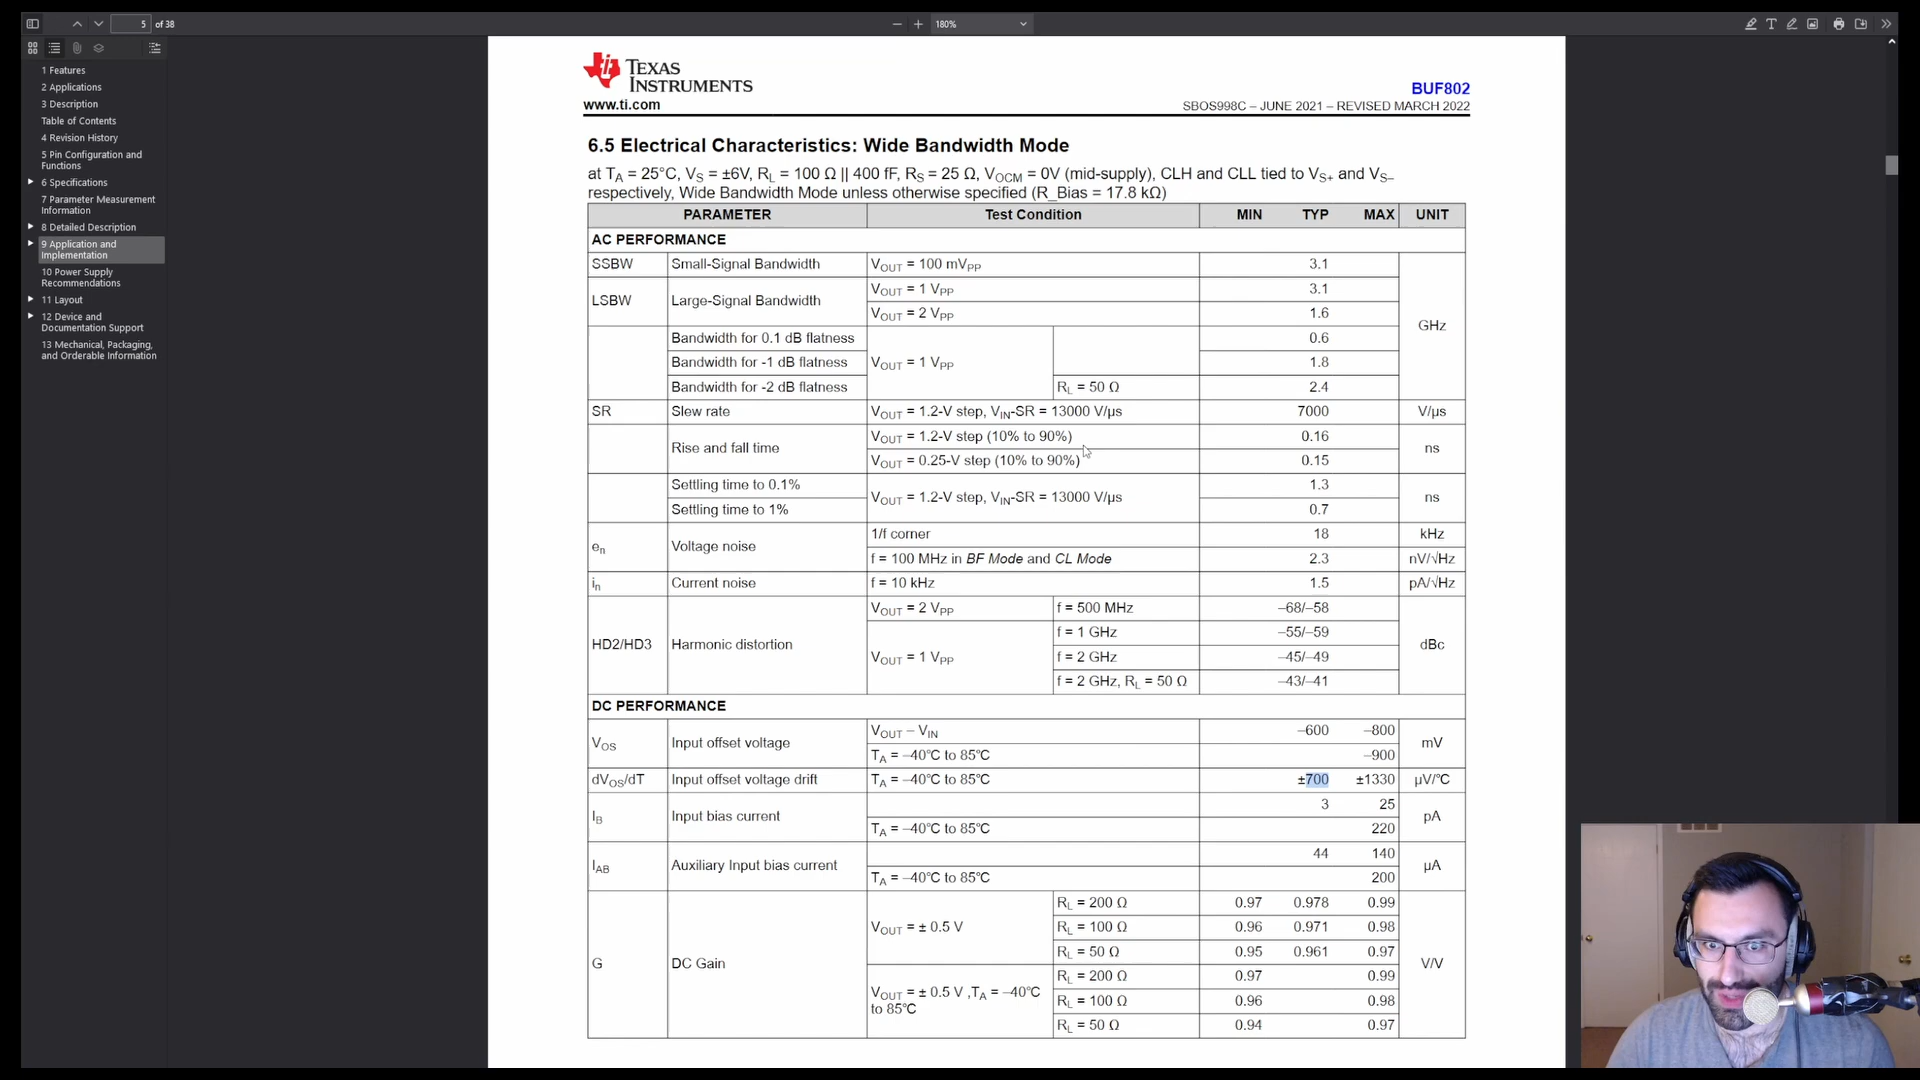 5 of 38
180%
1 Features
2 Applications
3 Description
Table of Contents
4 Revision History
5 Pin Configuration and
Functions
6 Specifications
7 Parameter Measurement
Information
8 Detailed Description
9 Application and
Implementation
10 Power Supply
Recommendations
11 Layout
12 Device and
Documentation Support
13 Mechanical, Packaging,
and Orderable Information
TEXAS
INSTRUMENTS
www.ti.com
BUF802
SBOS998C – JUNE 2021 – REVISED MARCH 2022
6.5 Electrical Characteristics: Wide Bandwidth Mode
at TA = 25°C, VS = ±6V, RL = 100 Ω || 400 fF, RS = 25 Ω, VOCM = 0V (mid-supply), CLH and CLL tied to VS+ and VS–
respectively, Wide Bandwidth Mode unless otherwise specified (R_Bias = 17.8 kΩ)
PARAMETER Test Condition MIN TYP MAX UNIT
AC PERFORMANCE
SSBW Small-Signal Bandwidth VOUT = 100 mVPP 3.1
LSBW Large-Signal Bandwidth VOUT = 1 VPP 3.1
VOUT = 2 VPP 1.6
GHz
Bandwidth for 0.1 dB flatness 0.6
Bandwidth for -1 dB flatness VOUT = 1 VPP 1.8
Bandwidth for -2 dB flatness RL = 50 Ω 2.4
SR Slew rate VOUT = 1.2-V step, VIN-SR = 13000 V/µs 7000 V/µs
Rise and fall time VOUT = 1.2-V step (10% to 90%) 0.16 ns
VOUT = 0.25-V step (10% to 90%) 0.15
Settling time to 0.1% VOUT = 1.2-V step, VIN-SR = 13000 V/µs 1.3 ns
Settling time to 1% 0.7
en Voltage noise 1/f corner 18 kHz
f = 100 MHz in BF Mode and CL Mode 2.3 nV/√Hz
in Current noise f = 10 kHz 1.5 pA/√Hz
HD2/HD3 Harmonic distortion VOUT = 2 VPP f = 500 MHz –68/–58 dBc
VOUT = 1 VPP f = 1 GHz –55/–59
f = 2 GHz –45/–49
f = 2 GHz, RL = 50 Ω –43/–41
DC PERFORMANCE
VOS Input offset voltage VOUT – VIN –600 –800 mV
TA = –40°C to 85°C –900
dVOS/dT Input offset voltage drift TA = –40°C to 85°C ±700 ±1330 µV/°C
IB Input bias current 3 25 pA
TA = –40°C to 85°C 220
IAB Auxiliary Input bias current 44 140 µA
TA = –40°C to 85°C 200
G DC Gain VOUT = ± 0.5 V RL = 200 Ω 0.97 0.978 0.99 V/V
RL = 100 Ω 0.96 0.971 0.98
RL = 50 Ω 0.95 0.961 0.97
VOUT = ± 0.5 V ,TA = –40°C
to 85°C
RL = 200 Ω 0.97 0.99
RL = 100 Ω 0.96 0.98
RL = 50 Ω 0.94 0.97